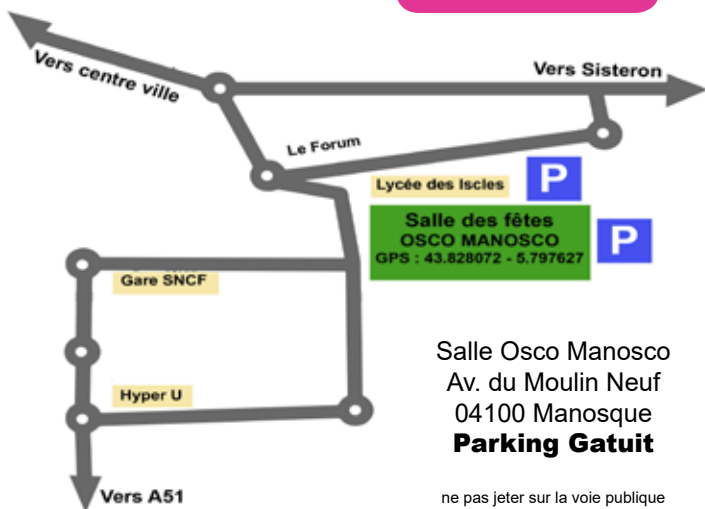 Vers centre ville
Vers Sisteron
Le Forum
Lycée des Iscles
P
Salle des fêtes
OSCO MANOSCO
GPS : 43.828072 - 5.797627
P
Gare SNCF
Hyper U
Vers A51
Salle Osco Manosco
Av. du Moulin Neuf
04100 Manosque
Parking Gatuit
ne pas jeter sur la voie publique